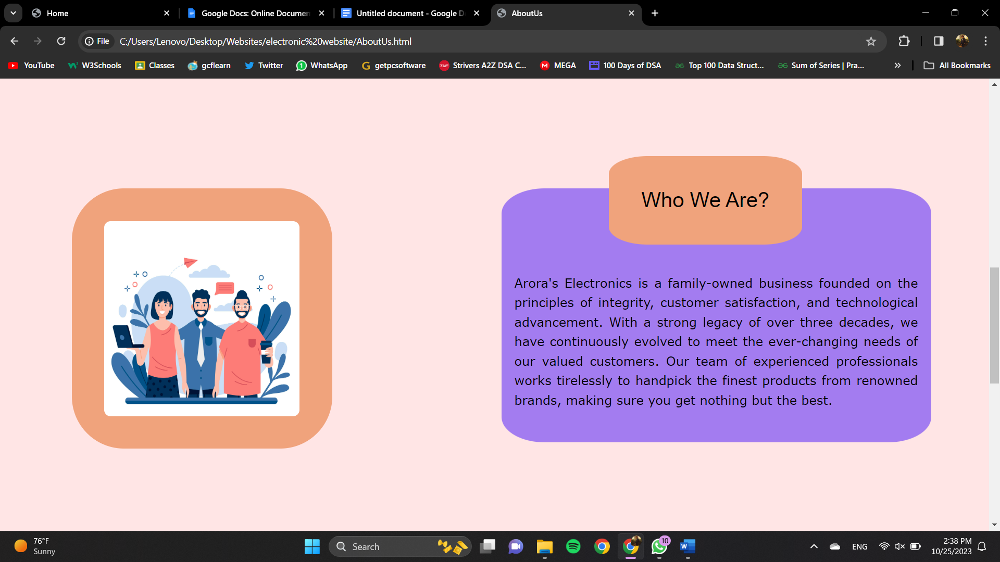 Home
Google Docs: Online Documen
Untitled document - Google D
AboutUs
File
C:/Users/Lenovo/Desktop/Websites/electronic%20website/AboutUs.html
YouTube
W3Schools
Classes
gcflearn
Twitter
1 WhatsApp
getpcsoftware
TUF Strivers A2Z DSA C...
M MEGA
100 Days of DSA
Top 100 Data Struct...
Sum of Series | Pra...
All Bookmarks
Who We Are?
Arora's Electronics is a family-owned business founded on the
principles of integrity, customer satisfaction, and technological
advancement. With a strong legacy of over three decades, we
have continuously evolved to meet the ever-changing needs of
our valued customers. Our team of experienced professionals
works tirelessly to handpick the finest products from renowned
brands, making sure you get nothing but the best.
76°F
Sunny
Search
10
W
ENG
2:38 PM
10/25/2023